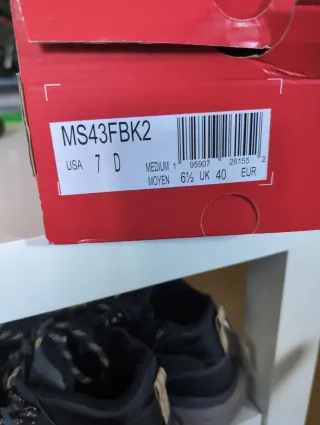 MS43FBK2
USA 7 D MEDIUM 1 95907 26155 2
MOYEN 6½ UK 40 EUR